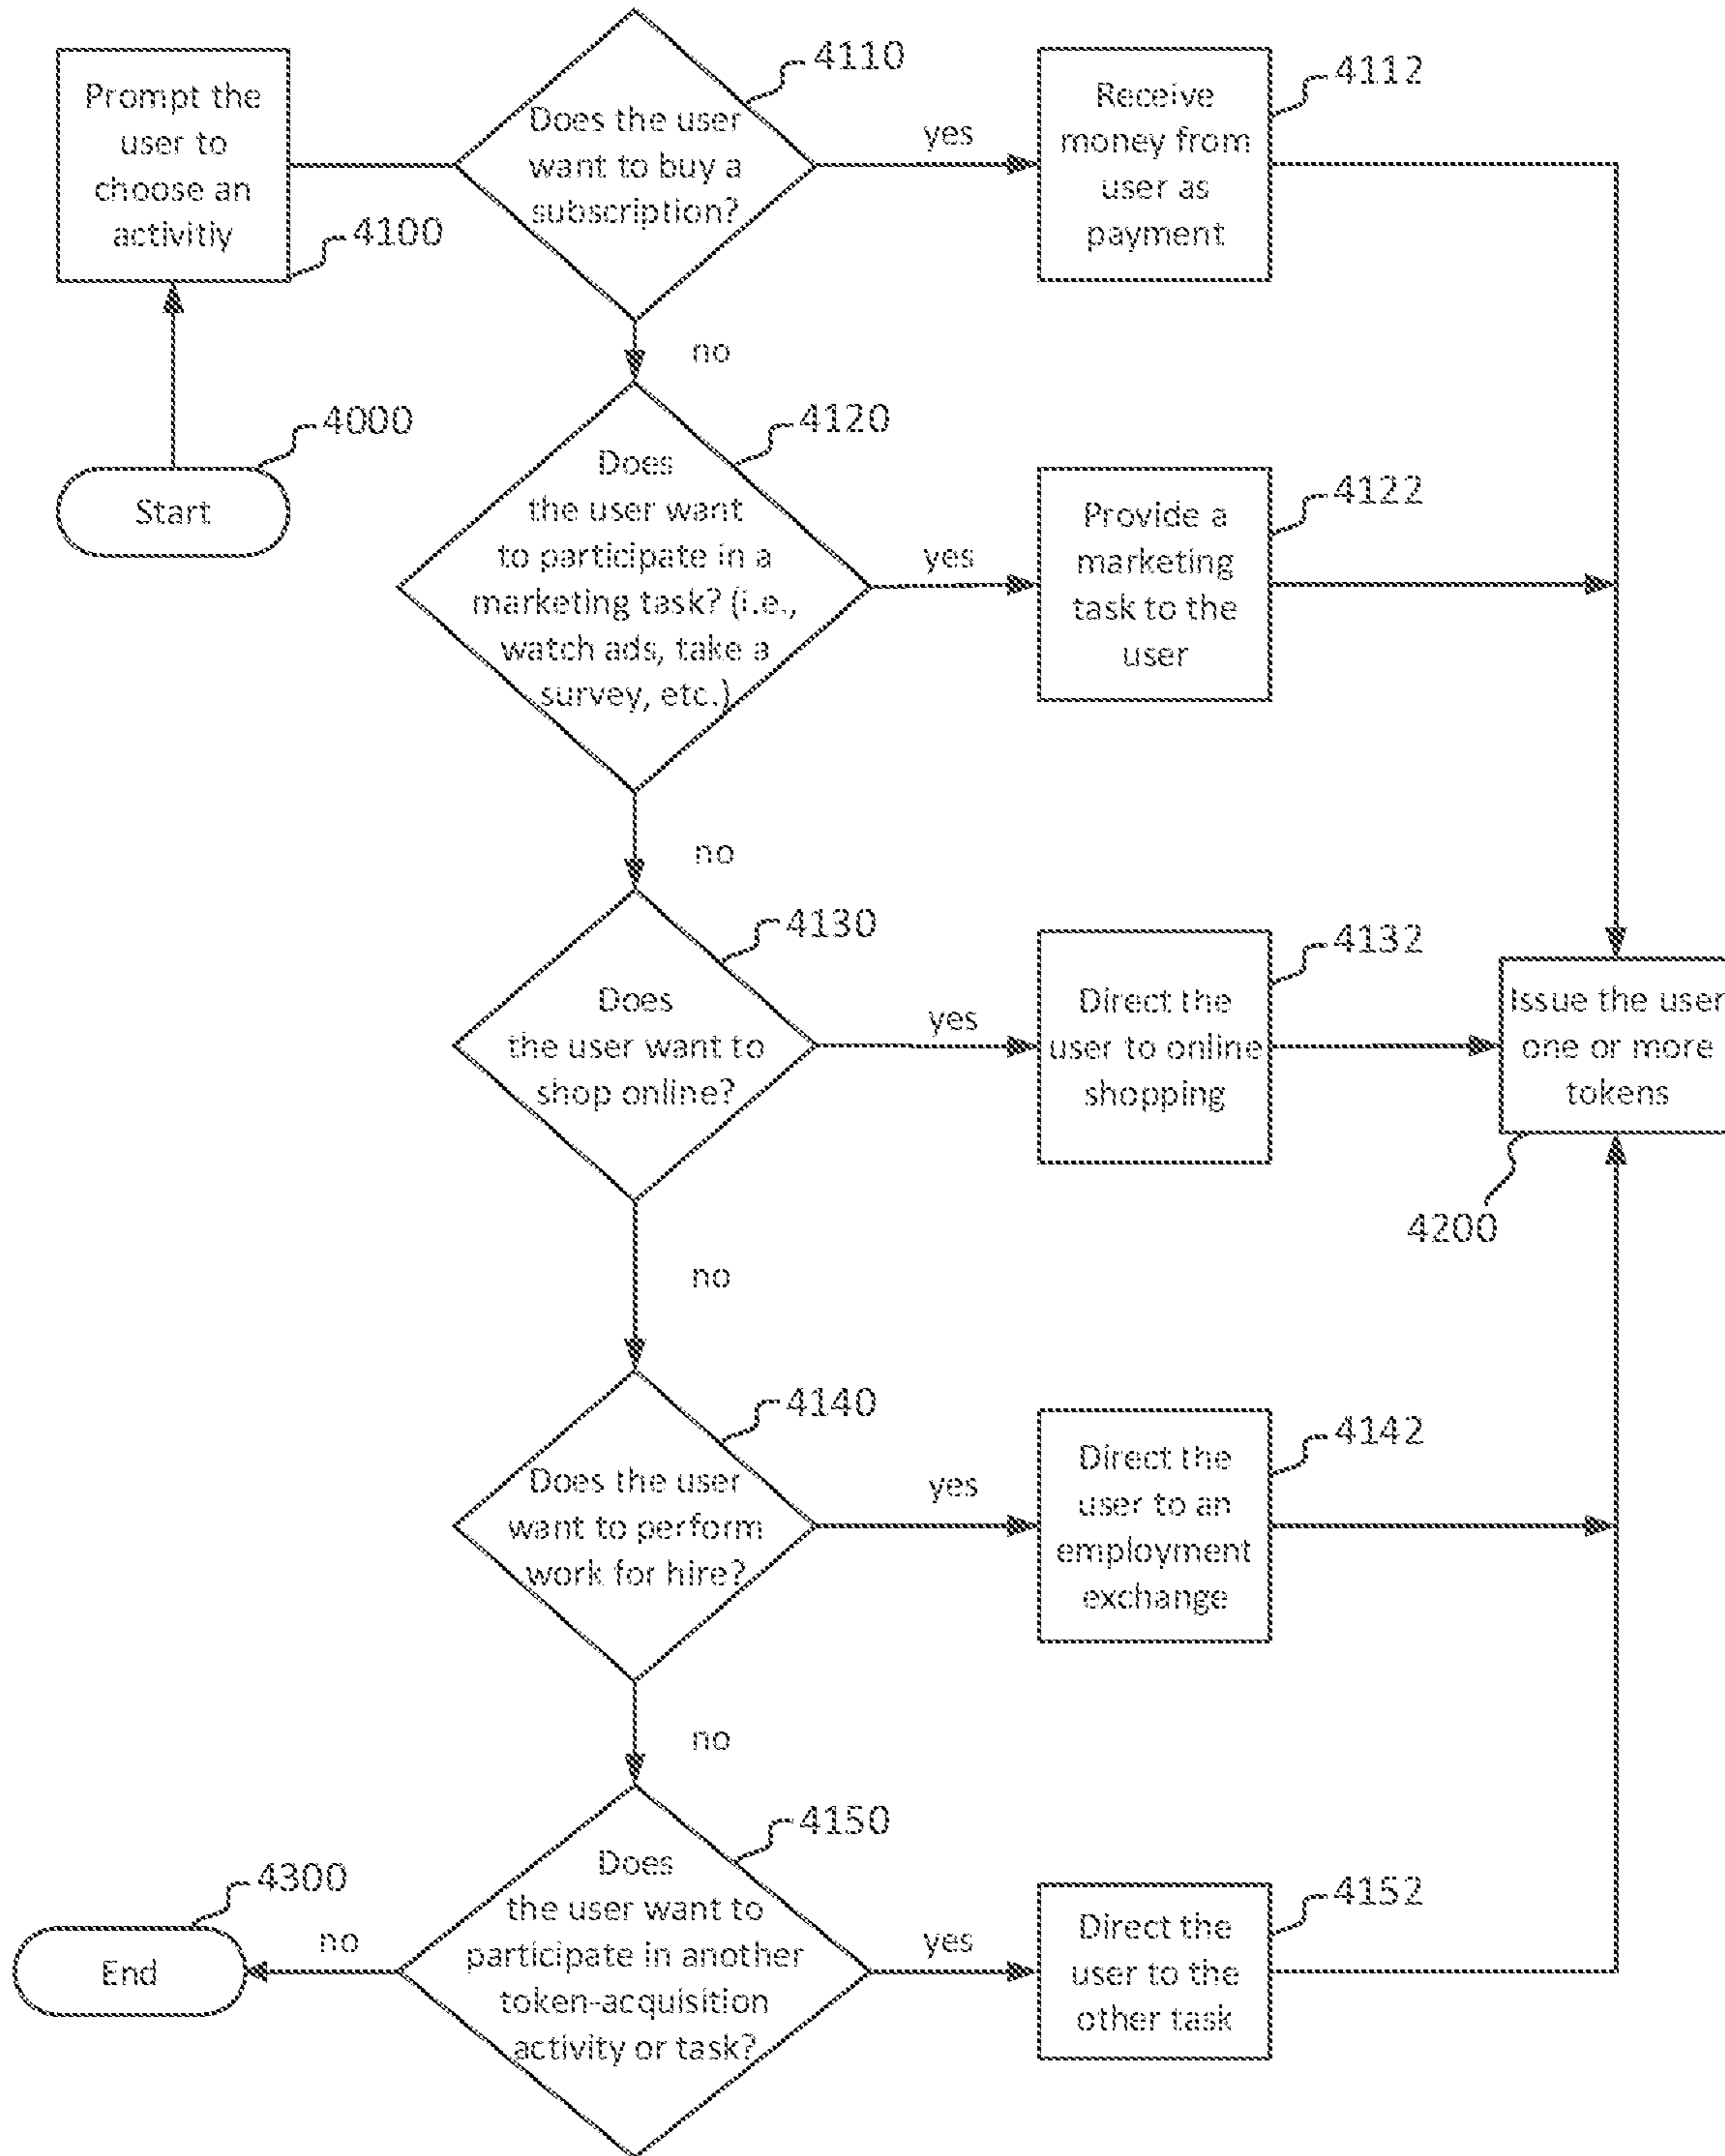 Prompt the
user to
choose an
activitiy
4100
Does the user
want to buy a
subscription?
4110
yes
Receive
money from
user as
payment
4112
no
4000
Start
Does
the user want
to participate in a
marketing task? (i.e.,
watch ads, take a
survey, etc.)
4120
yes
Provide a
marketing
task to the
user
4122
no
Does
the user want to
shop online?
4130
yes
Direct the
user to online
shopping
4132
Issue the user
one or more
tokens
4200
no
Does the user
want to perform
work for hire?
4140
yes
Direct the
user to an
employment
exchange
4142
no
Does
the user want to
participate in another
token-acquisition
activity or task?
4150
yes
Direct the
user to the
other task
4152
no
End
4300